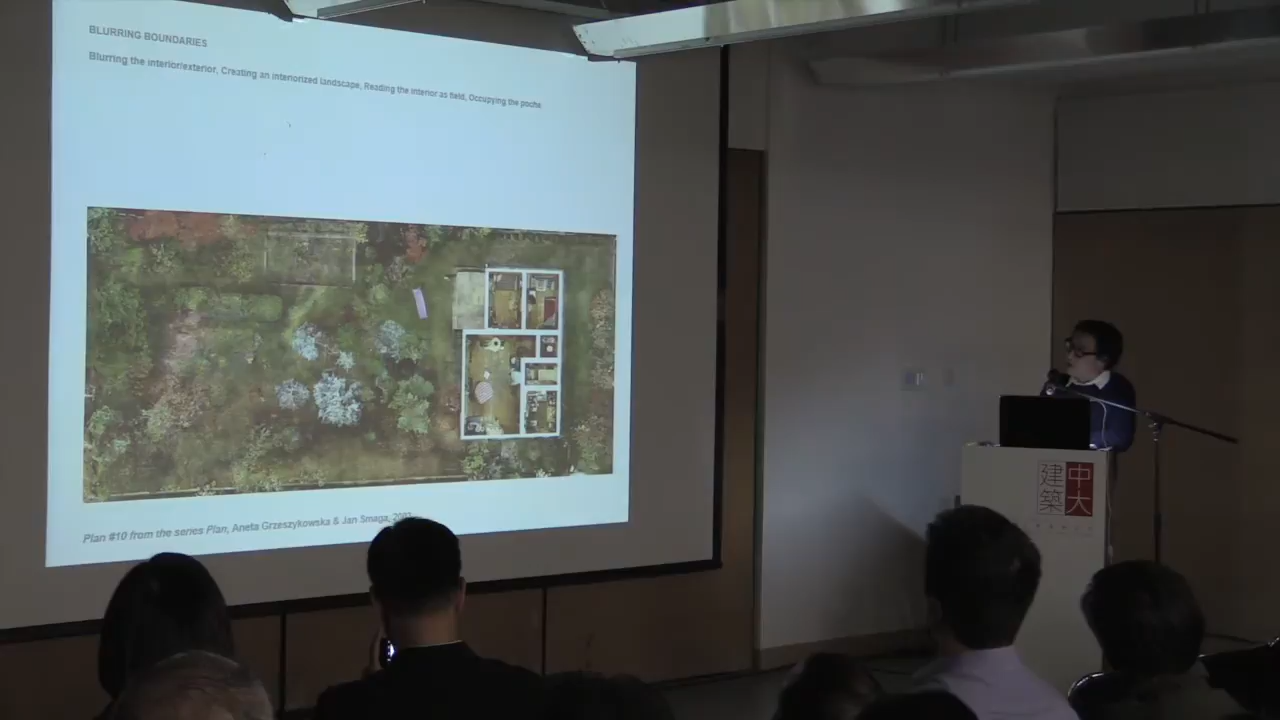 BLURRING BOUNDARIES
Blurring the interior/exterior, Creating an interiorized landscape, Reading the interior as field, Occupying the poche
Plan #10 from the series Plan, Aneta Grzeszykowska & Jan Smaga,
建築
中大